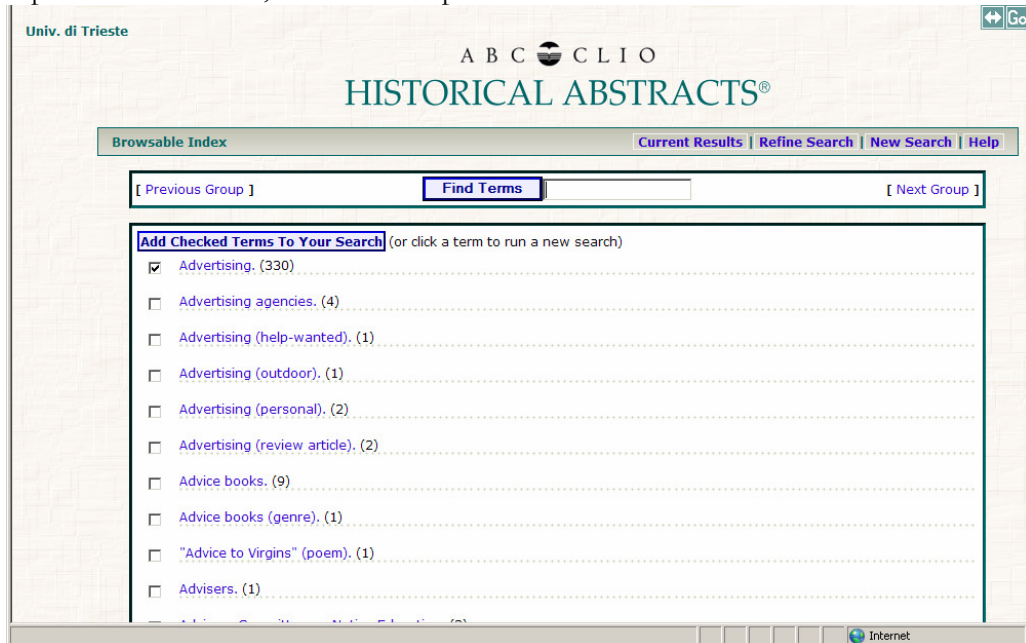 Univ. di Trieste
Go
A B C CLIO
HISTORICAL ABSTRACTS®
Browsable Index Current Results | Refine Search | New Search | Help
[ Previous Group ] Find Terms [ Next Group ]
Add Checked Terms To Your Search (or click a term to run a new search)
Advertising. (330)
Advertising agencies. (4)
Advertising (help-wanted). (1)
Advertising (outdoor). (1)
Advertising (personal). (2)
Advertising (review article). (2)
Advice books. (9)
Advice books (genre). (1)
"Advice to Virgins" (poem). (1)
Advisers. (1)
Internet